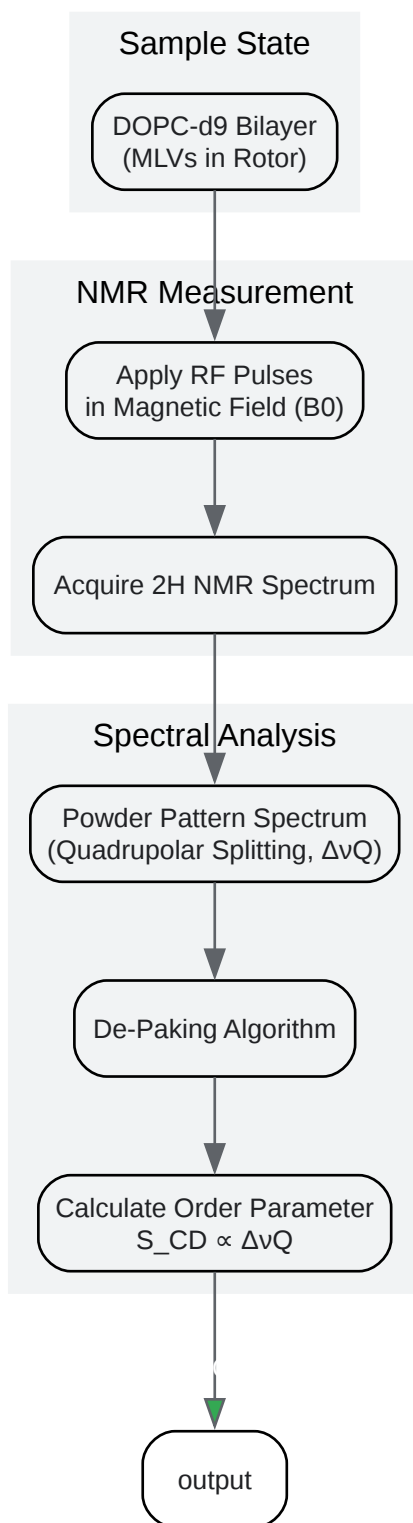 Sample State
DOPC-d9 Bilayer
(MLVs in Rotor)
NMR Measurement
Apply RF Pulses
in Magnetic Field (B0)
Acquire 2H NMR Spectrum
Spectral Analysis
Powder Pattern Spectrum
(Quadrupolar Splitting, ΔνQ)
De-Paking Algorithm
Calculate Order Parameter
S_CD ∝ ΔνQ
output